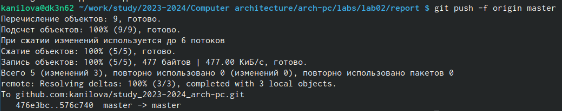 kanilova@dk3n62 ~/work/study/2023-2024/Computer architecture/arch-pc/labs/lab02/report $ git push -f origin master
Перечисление объектов: 9, готово.
Подсчет объектов: 100% (9/9), готово.
При сжатии изменений используется до 6 потоков
Сжатие объектов: 100% (5/5), готово.
Запись объектов: 100% (5/5), 477 байтов | 477.00 КиБ/с, готово.
Всего 5 (изменений 3), повторно использовано 0 (изменений 0), повторно использовано пакетов 0
remote: Resolving deltas: 100% (3/3), completed with 3 local objects.
To github.com:kanilova/study_2023-2024_arch-pc.git
476e3bc..576c740 master -> master